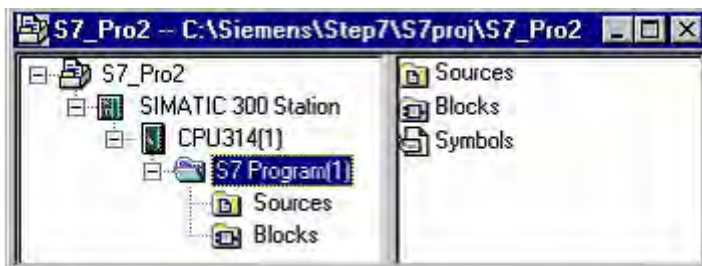 S7_Pro2 -- C:\Siemens\Step7\S7proj\S7_Pro2
S7_Pro2
SIMATIC 300 Station
CPU314(1)
S7 Program(1)
Sources
Blocks
Sources
Blocks
Symbols